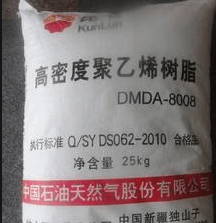 KunLun
高密度聚乙烯树脂
DMDA-8008
执行标准 Q/SY DS062-2010 合格品
净含量 25kg
中国石油天然气股份有限公司
中国新疆独山子